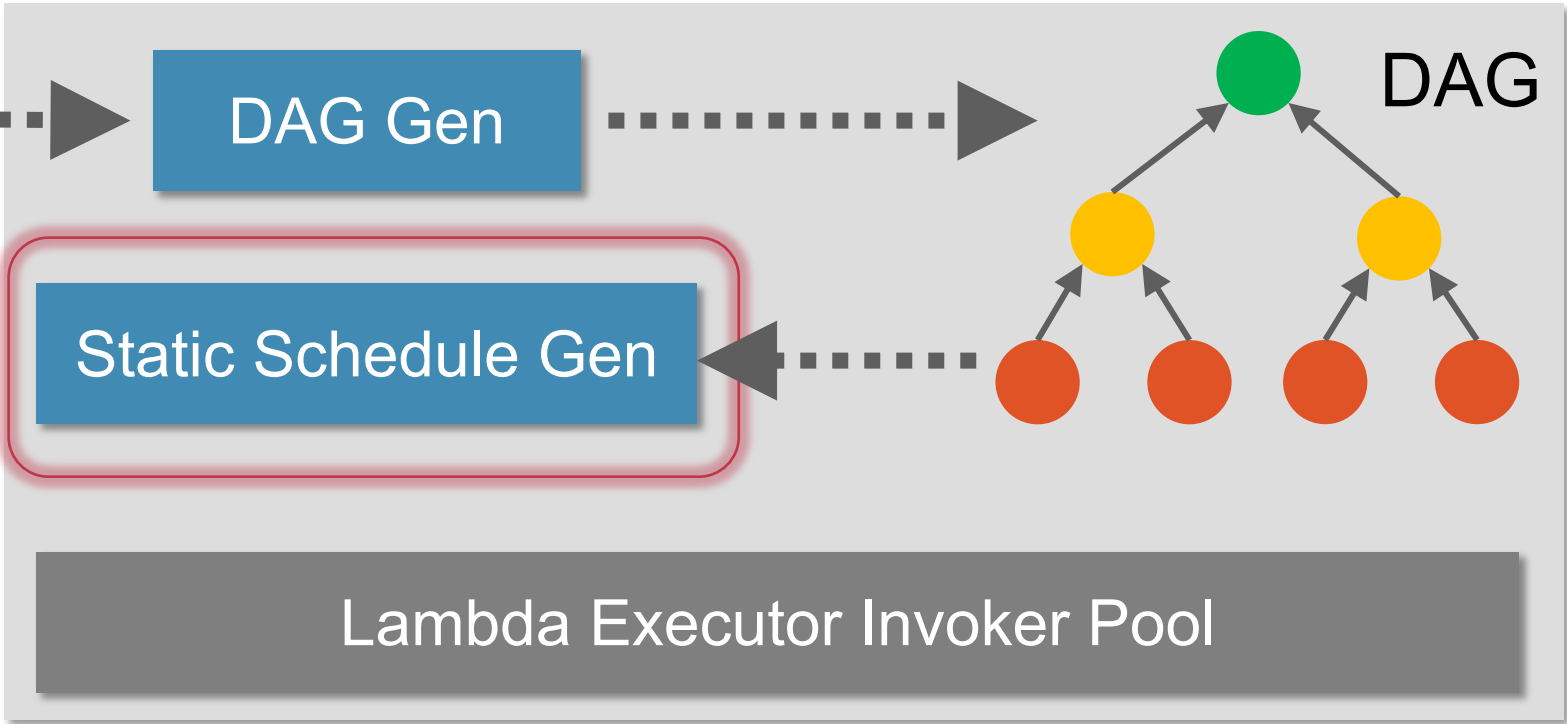 DAG Gen
DAG
Static Schedule Gen
Lambda Executor Invoker Pool